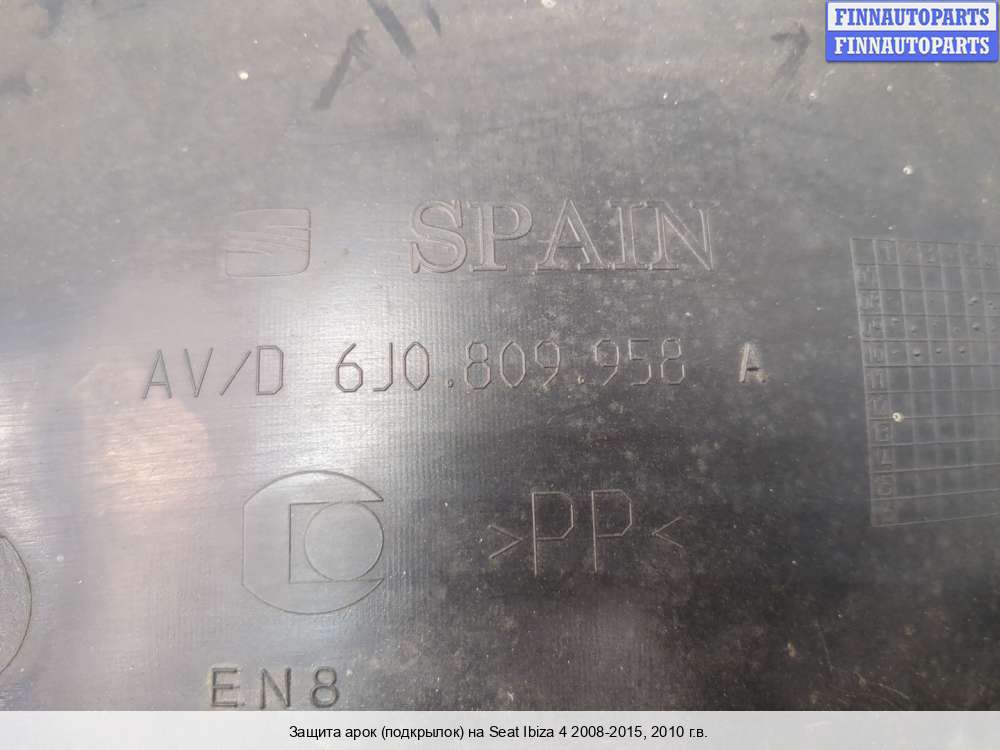 FINNAUTOPARTS
FINNAUTOPARTS
SPAIN
AV/D 6J0.809.958 A
>PP<
EN8
Защита арок (подкрылок) на Seat Ibiza 4 2008-2015, 2010 г.в.